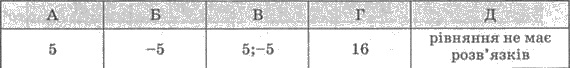 А Б В Г Д
5 –5 5;–5 16 рівняння не має
розв'язків